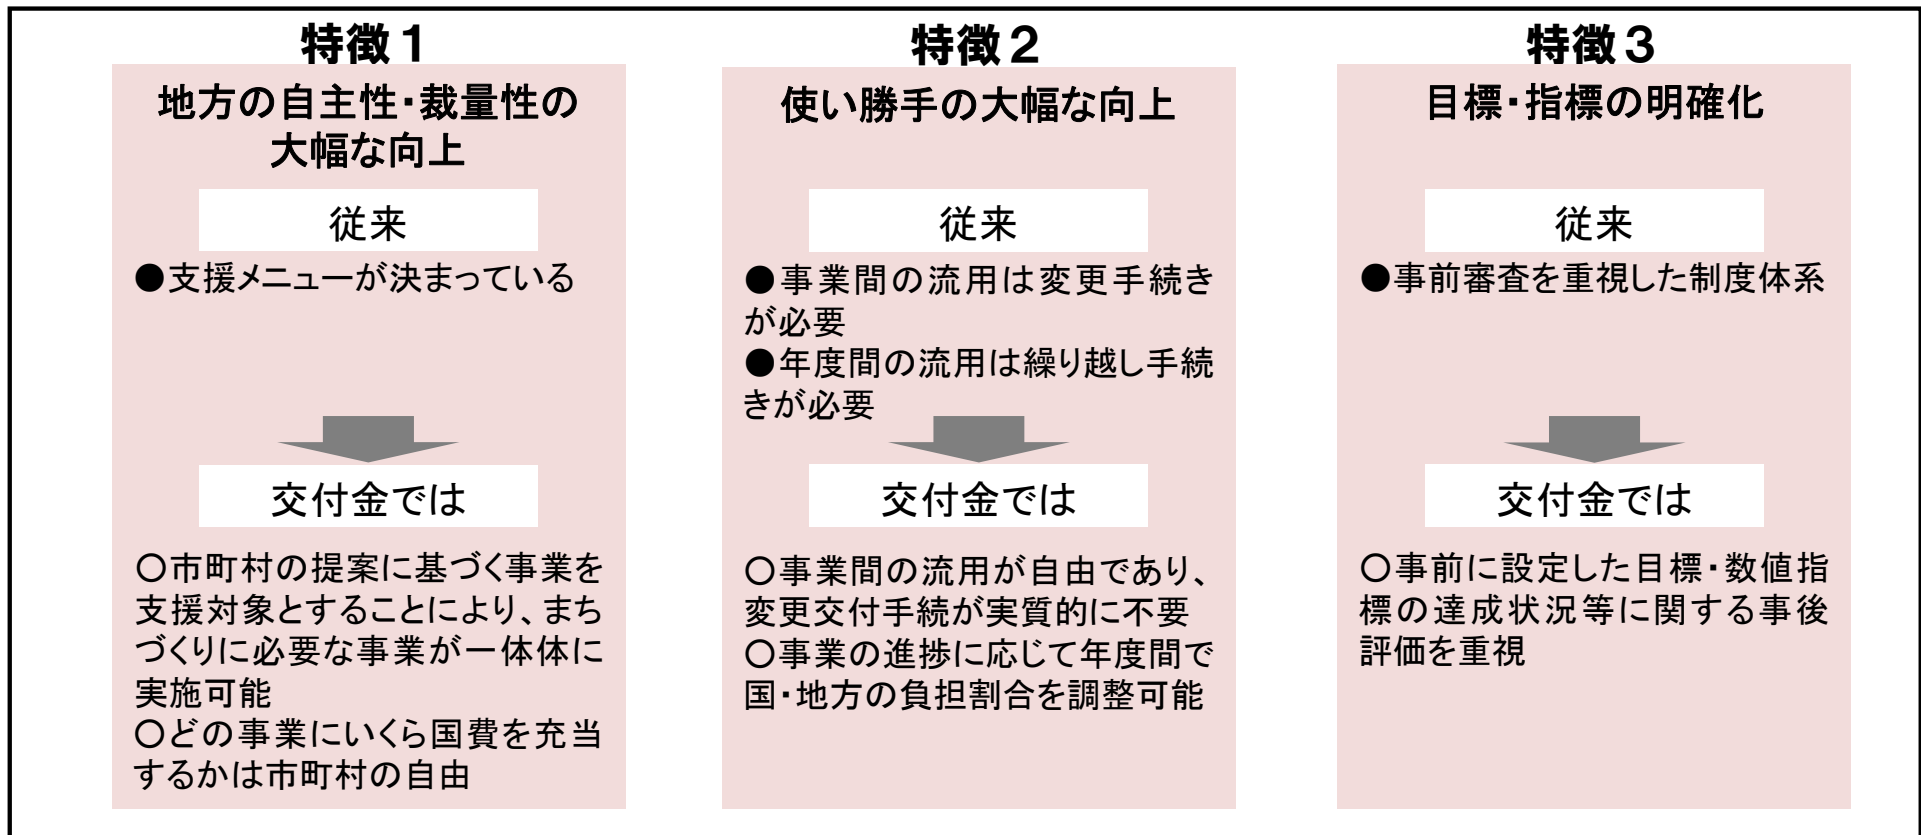 特徴１
地方の自主性・裁量性の
大幅な向上
従来
●支援メニューが決まっている
交付金では
○市町村の提案に基づく事業を
支援対象とすることにより、まち
づくりに必要な事業が一体体に
実施可能
○どの事業にいくら国費を充当
するかは市町村の自由
特徴２
使い勝手の大幅な向上
従来
●事業間の流用は変更手続き
が必要
●年度間の流用は繰り越し手続
きが必要
交付金では
○事業間の流用が自由であり、
変更交付手続が実質的に不要
○事業の進捗に応じて年度間で
国・地方の負担割合を調整可能
特徴３
目標・指標の明確化
従来
●事前審査を重視した制度体系
交付金では
○事前に設定した目標・数値指
標の達成状況等に関する事後
評価を重視